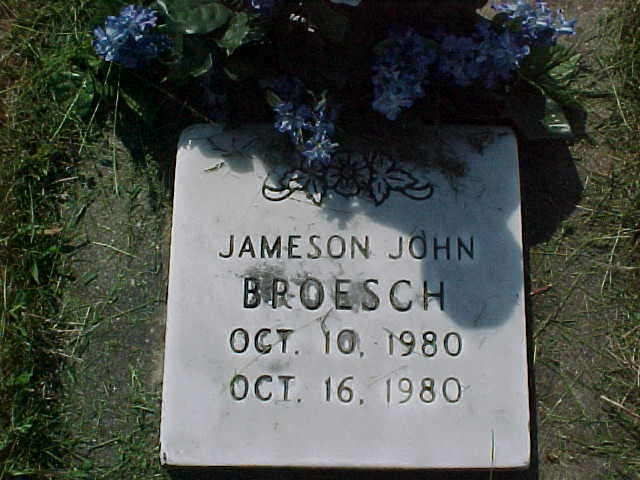 JAMESON JOHN
BROESCH
OCT. 10, 1980
OCT. 16, 1980